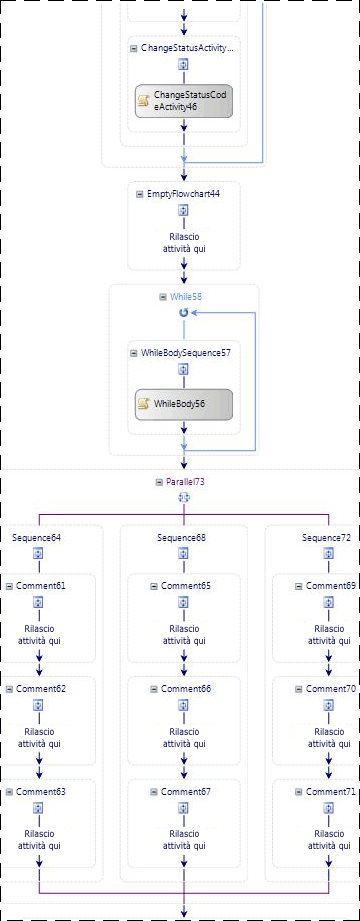 ChangeStatusActivity...
ChangeStatusCod
eActivity46
EmptyFlowchart44
Rilascio
attività qui
While58
WhileBodySequence57
WhileBody56
Parallel73
Sequence64
Sequence68
Sequence72
Comment61
Comment65
Comment69
Rilascio
attività qui
Rilascio
attività qui
Rilascio
attività qui
Comment62
Comment66
Comment70
Rilascio
attività qui
Rilascio
attività qui
Rilascio
attività qui
Comment63
Comment67
Comment71
Rilascio
attività qui
Rilascio
attività qui
Rilascio
attività qui